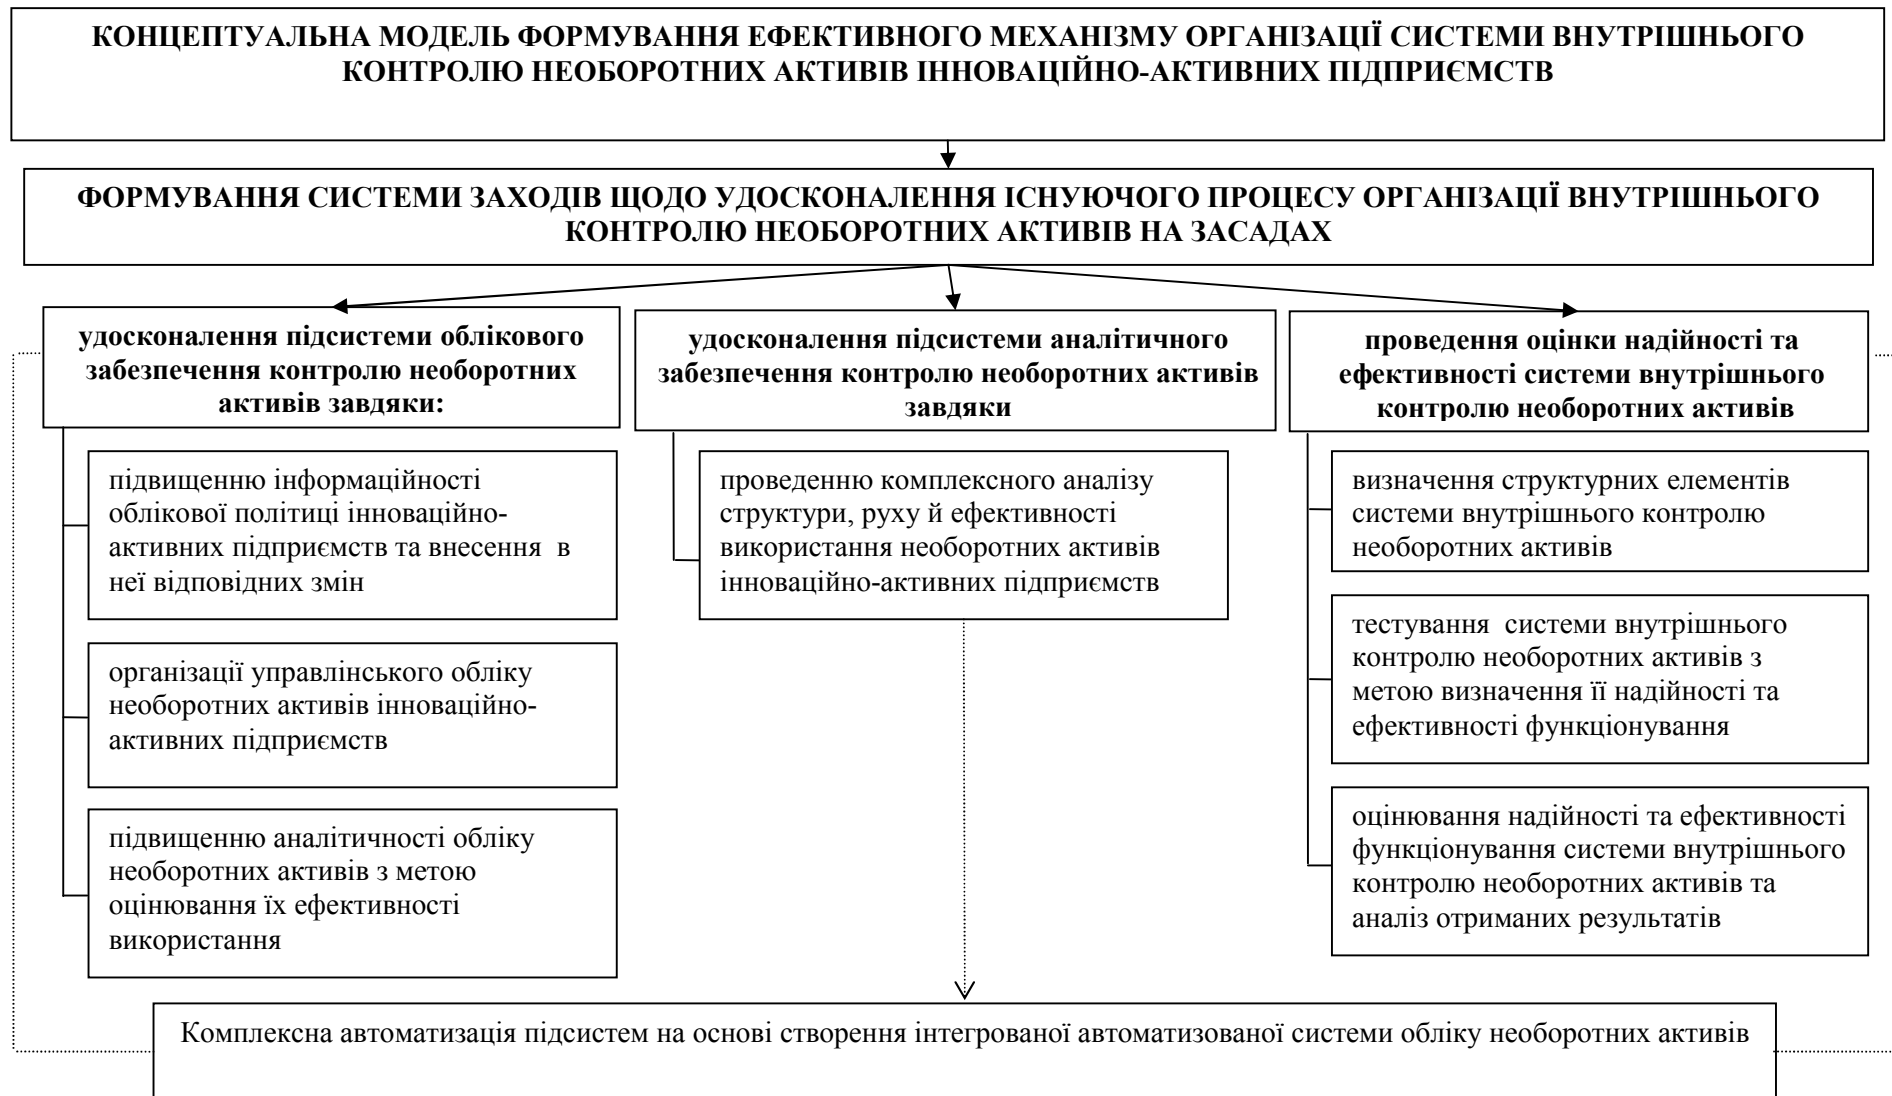 КОНЦЕПТУАЛЬНА МОДЕЛЬ ФОРМУВАННЯ ЕФЕКТИВНОГО МЕХАНІЗМУ ОРГАНІЗАЦІЇ СИСТЕМИ ВНУТРІШНЬОГО
КОНТРОЛЮ НЕОБОРОТНИХ АКТИВІВ ІННОВАЦІЙНО-АКТИВНИХ ПІДПРИЄМСТВ
ФОРМУВАННЯ СИСТЕМИ ЗАХОДІВ ЩОДО УДОСКОНАЛЕННЯ ІСНУЮЧОГО ПРОЦЕСУ ОРГАНІЗАЦІЇ ВНУТРІШНЬОГО
КОНТРОЛЮ НЕОБОРОТНИХ АКТИВІВ НА ЗАСАДАХ
удосконалення підсистеми облікового
забезпечення контролю необоротних
активів завдяки:
підвищенню інформаційності
облікової політиці інноваційно-
активних підприємств та внесення в
неї відповідних змін
організації управлінського обліку
необоротних активів інноваційно-
активних підприємств
підвищенню аналітичності обліку
необоротних активів з метою
оцінювання їх ефективності
використання
удосконалення підсистеми аналітичного
забезпечення контролю необоротних активів
завдяки
проведенню комплексного аналізу
структури, руху й ефективності
використання необоротних активів
інноваційно-активних підприємств
проведення оцінки надійності та
ефективності системи внутрішнього
контролю необоротних активів
визначення структурних елементів
системи внутрішнього контролю
необоротних активів
тестування системи внутрішнього
контролю необоротних активів з
метою визначення її надійності та
ефективності функціонування
оцінювання надійності та ефективності
функціонування системи внутрішнього
контролю необоротних активів та
аналіз отриманих результатів
Комплексна автоматизація підсистем на основі створення інтегрованої автоматизованої системи обліку необоротних активів